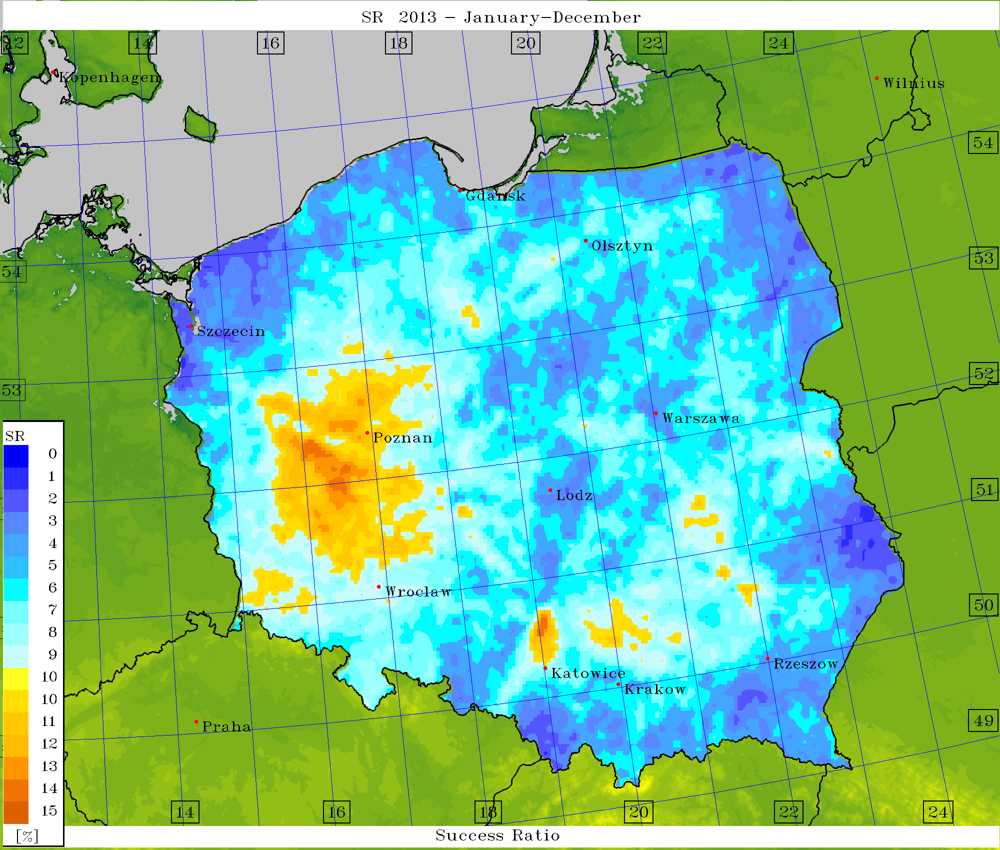 SR 2013 – January–December
12
14
16
18
20
22
24
Kopenhagen
Wilnius
54
Gdansk
Olsztyn
53
54
Szczecin
52
53
Warszawa
SR
Poznan
0
1
51
2
Lodz
3
4
5
6
Wroclaw
50
7
8
9
Rzeszow
10
Katowice
Krakow
10
11
49
Praha
12
13
14
15
14
16
18
20
22
24
[%]
Success Ratio